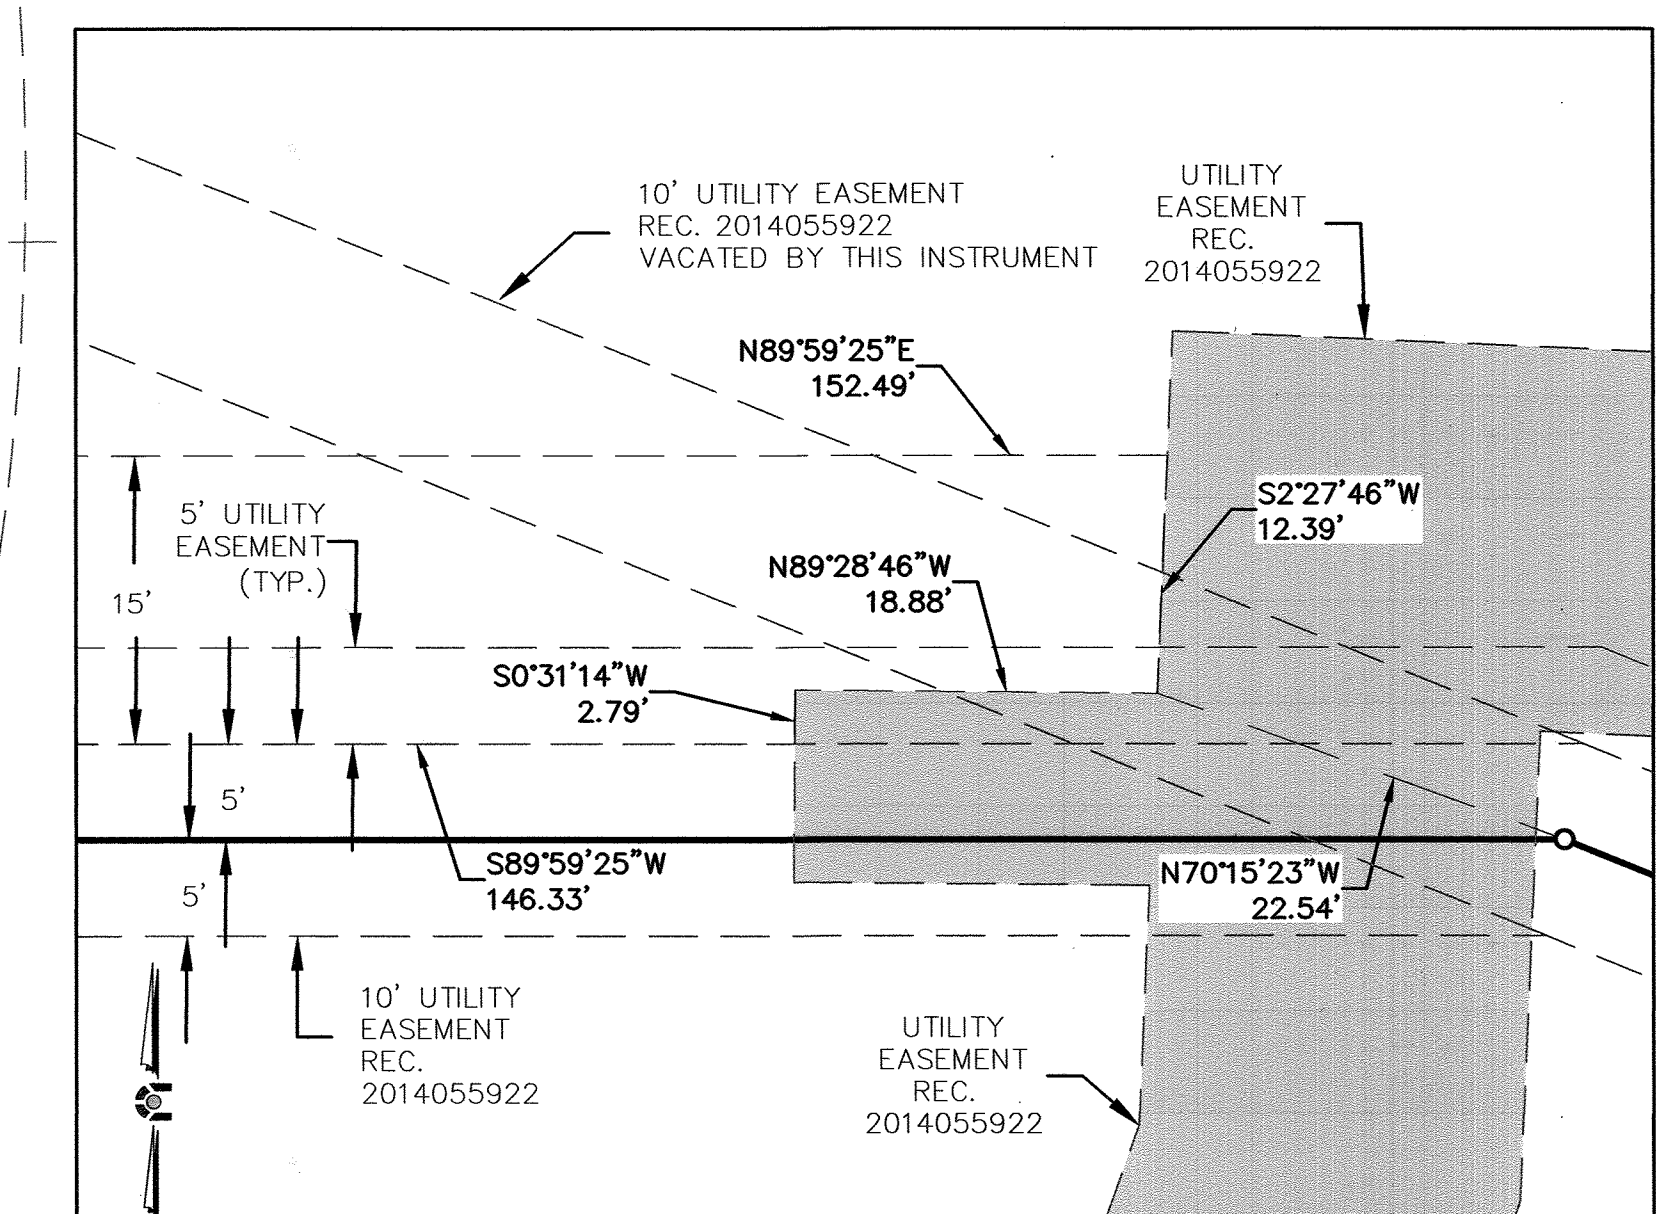 10' UTILITY EASEMENT
REC. 2014055922
VACATED BY THIS INSTRUMENT
UTILITY
EASEMENT
REC.
2014055922
N89°59'25"E
152.49'
S2°27'46"W
12.39'
5' UTILITY
EASEMENT
(TYP.)
N89°28'46"W
18.88'
15'
S0°31'14"W
2.79'
5'
S89°59'25"W
146.33'
N70°15'23"W
22.54'
5'
10' UTILITY
EASEMENT
REC.
2014055922
UTILITY
EASEMENT
REC.
2014055922